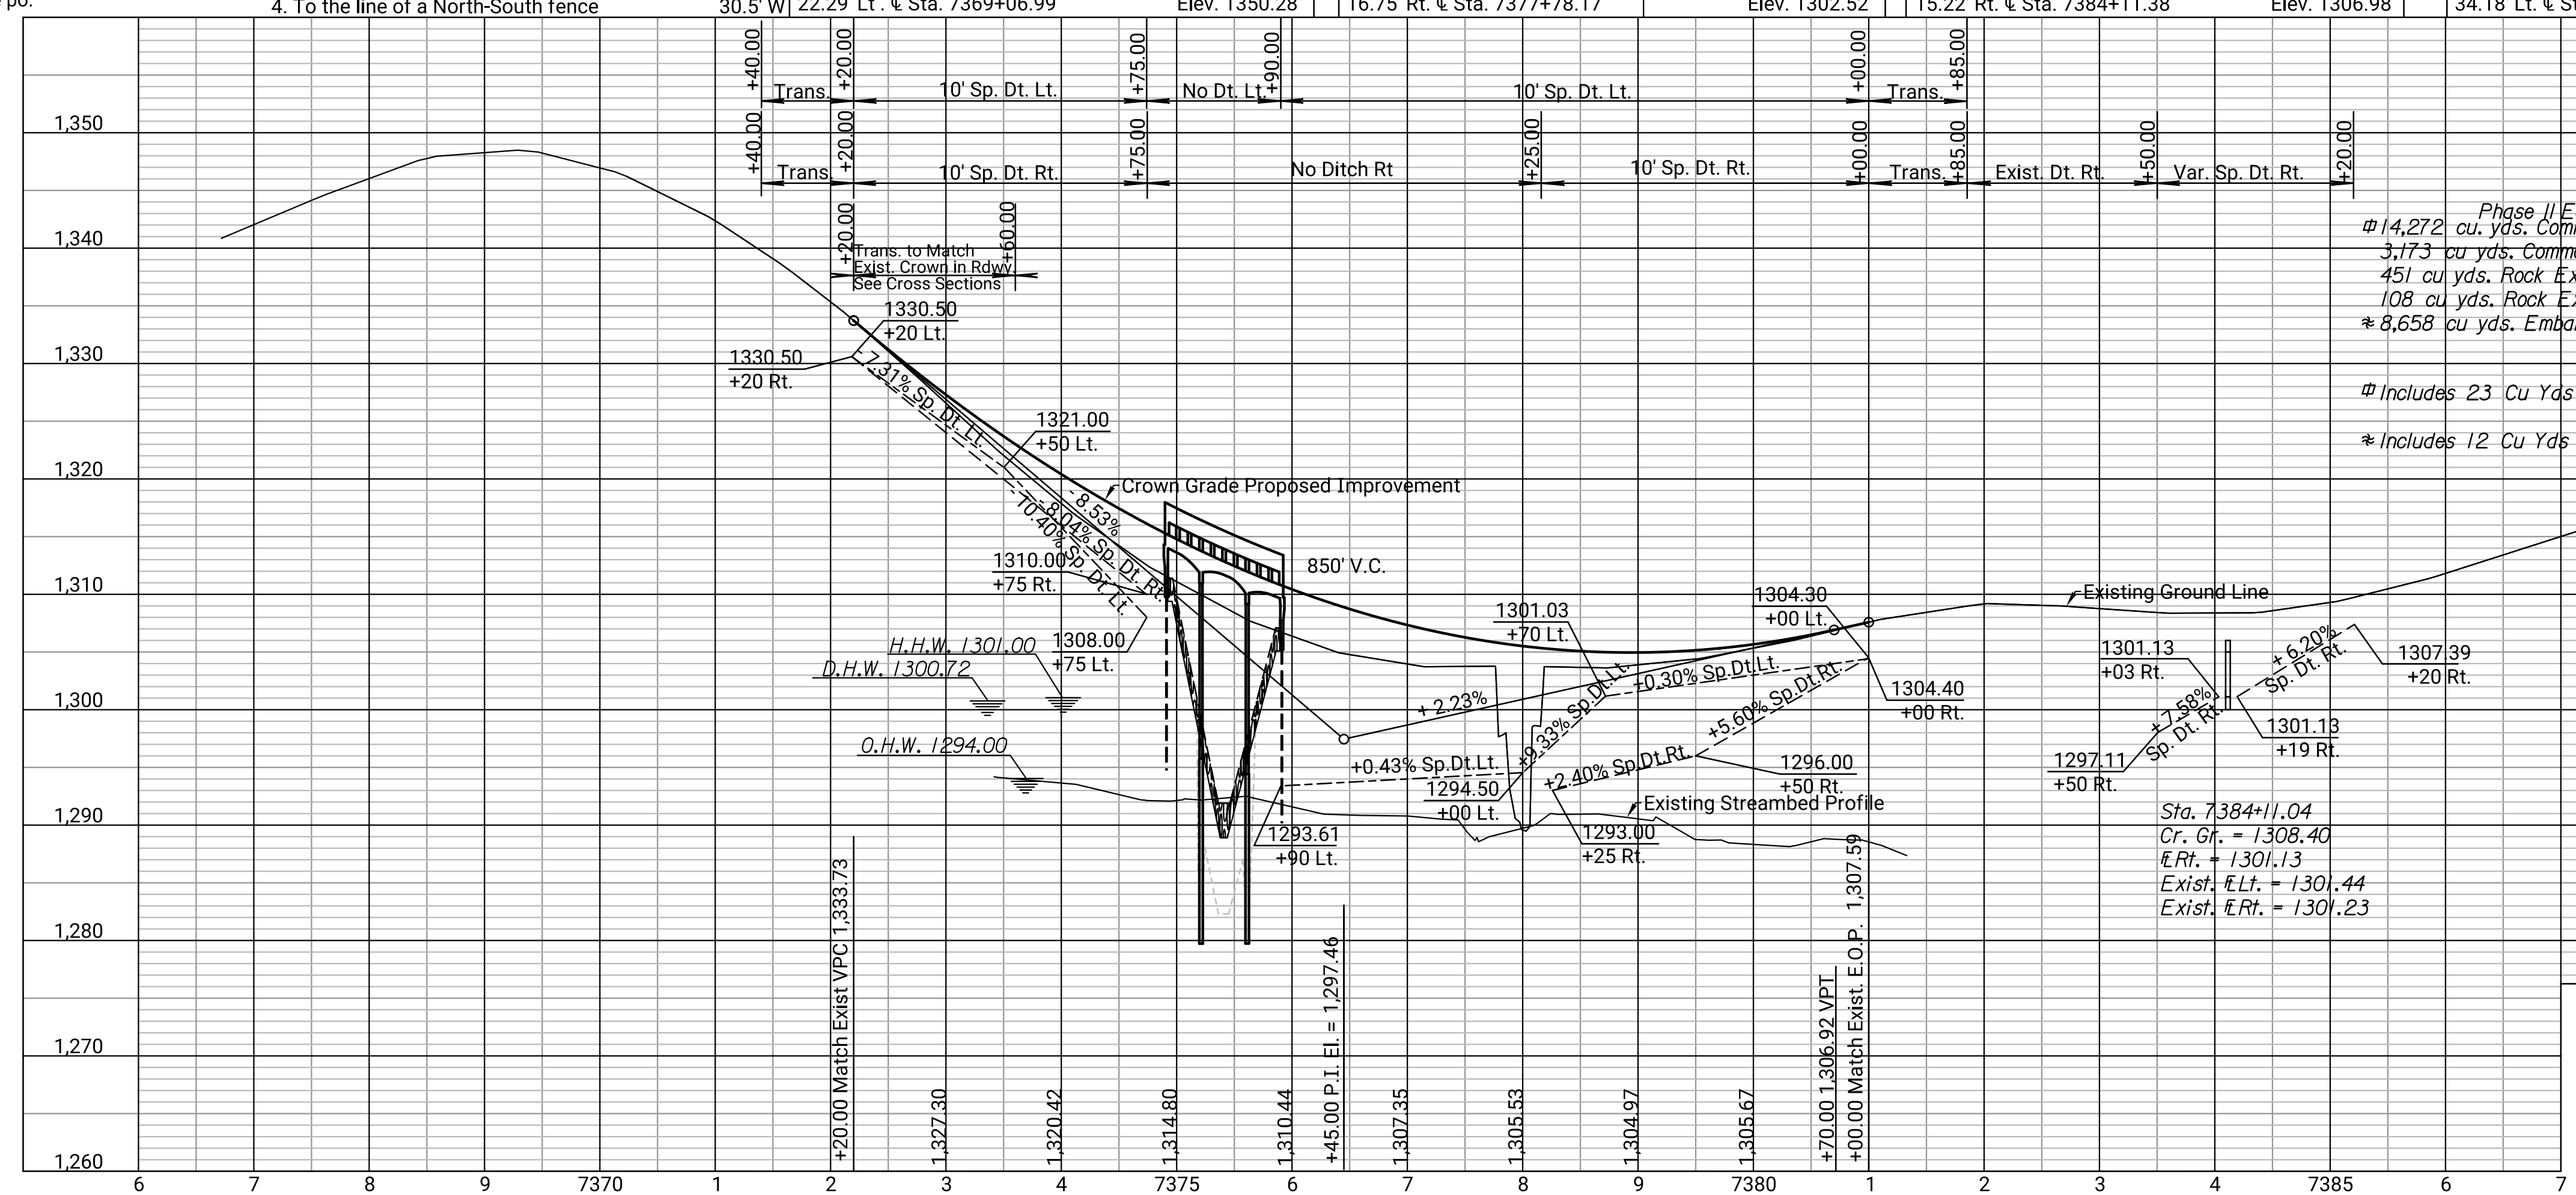 4. To the line of a North-South fence 30.5' W 22.29' Lt. ℄ Sta. 7369+06.99 Elev. 1350.28 16.75' Rt. ℄ Sta. 7377+78.17 Elev. 1302.52 15.22' Rt. ℄ Sta. 7384+11.38 Elev. 1306.98 34.18' Lt. ℄
+40.00 +20.00 +75.00 +90.00 +00.00 +85.00
Trans. 10' Sp. Dt. Lt. No Dt. Lt. 10' Sp. Dt. Lt. Trans.
1,350
+40.00 +20.00 +75.00 +25.00 +00.00 +85.00 +50.00 +20.00
Trans. 10' Sp. Dt. Rt. No Ditch Rt 10' Sp. Dt. Rt. Trans. Exist. Dt. Rt. Var. Sp. Dt. Rt.
+20.00 +60.00
Trans. to Match
Exist. Crown in Rdwy.
See Cross Sections
Phase II
14,272 cu. yds.
3,173 cu yds.
451 cu yds. Rock
108 cu yds. Rock
8,658 cu yds.
Includes 23 Cu Yds
Includes 12 Cu Yds
1,340
1330.50
+20 Lt.
1,330
1330.50
+20 Rt.
-7.31% Sp. Dt. Lt.
1321.00
+50 Lt.
1,320
Crown Grade Proposed Improvement
-8.53%
-8.04% Sp. Dt. Rt.
-10.40% Sp. Dt. Lt.
1310.00
+75 Rt.
850' V.C.
1,310
1308.00
+75 Lt.
H.H.W. 1301.00
D.H.W. 1300.72
O.H.W. 1294.00
1301.03
+70 Lt.
1304.30
+00 Lt.
Existing Ground Line
+0.30% Sp.Dt.Lt.
+5.60% Sp.Dt.Rt.
1304.40
+00 Rt.
1301.13
+03 Rt.
+6.20%
Sp. Dt. Rt.
1307.39
+20 Rt.
1,300
+ 2.23%
+9.33% Sp.Dt.Lt.
+7.58%
Sp. Dt. Rt.
1301.13
+19 Rt.
+0.43% Sp.Dt.Lt.
+2.40% Sp.Dt.Rt.
1294.50
+00 Lt.
1296.00
+50 Rt.
1297.11
+50 Rt.
Existing Streambed Profile
1,290
1293.61
+90 Lt.
1293.00
+25 Rt.
Sta. 7384+11.04
Cr. Gr. = 1308.40
℄Rt. = 1301.13
Exist. ℄Lt. = 1301.44
Exist. ℄Rt. = 1301.23
1,280
1,270
1,260
+20.00 Match Exist VPC 1,333.73
1,327.30
1,320.42
1,314.80
1,310.44
+45.00 P.I. El. = 1,297.46
1,307.35
1,305.53
1,304.97
1,305.67
+70.00 1,306.92 VPT
+00.00 Match Exist. E.O.P. 1,307.59
6 7 8 9 7370 1 2 3 4 7375 6 7 8 9 7380 1 2 3 4 7385 6 7